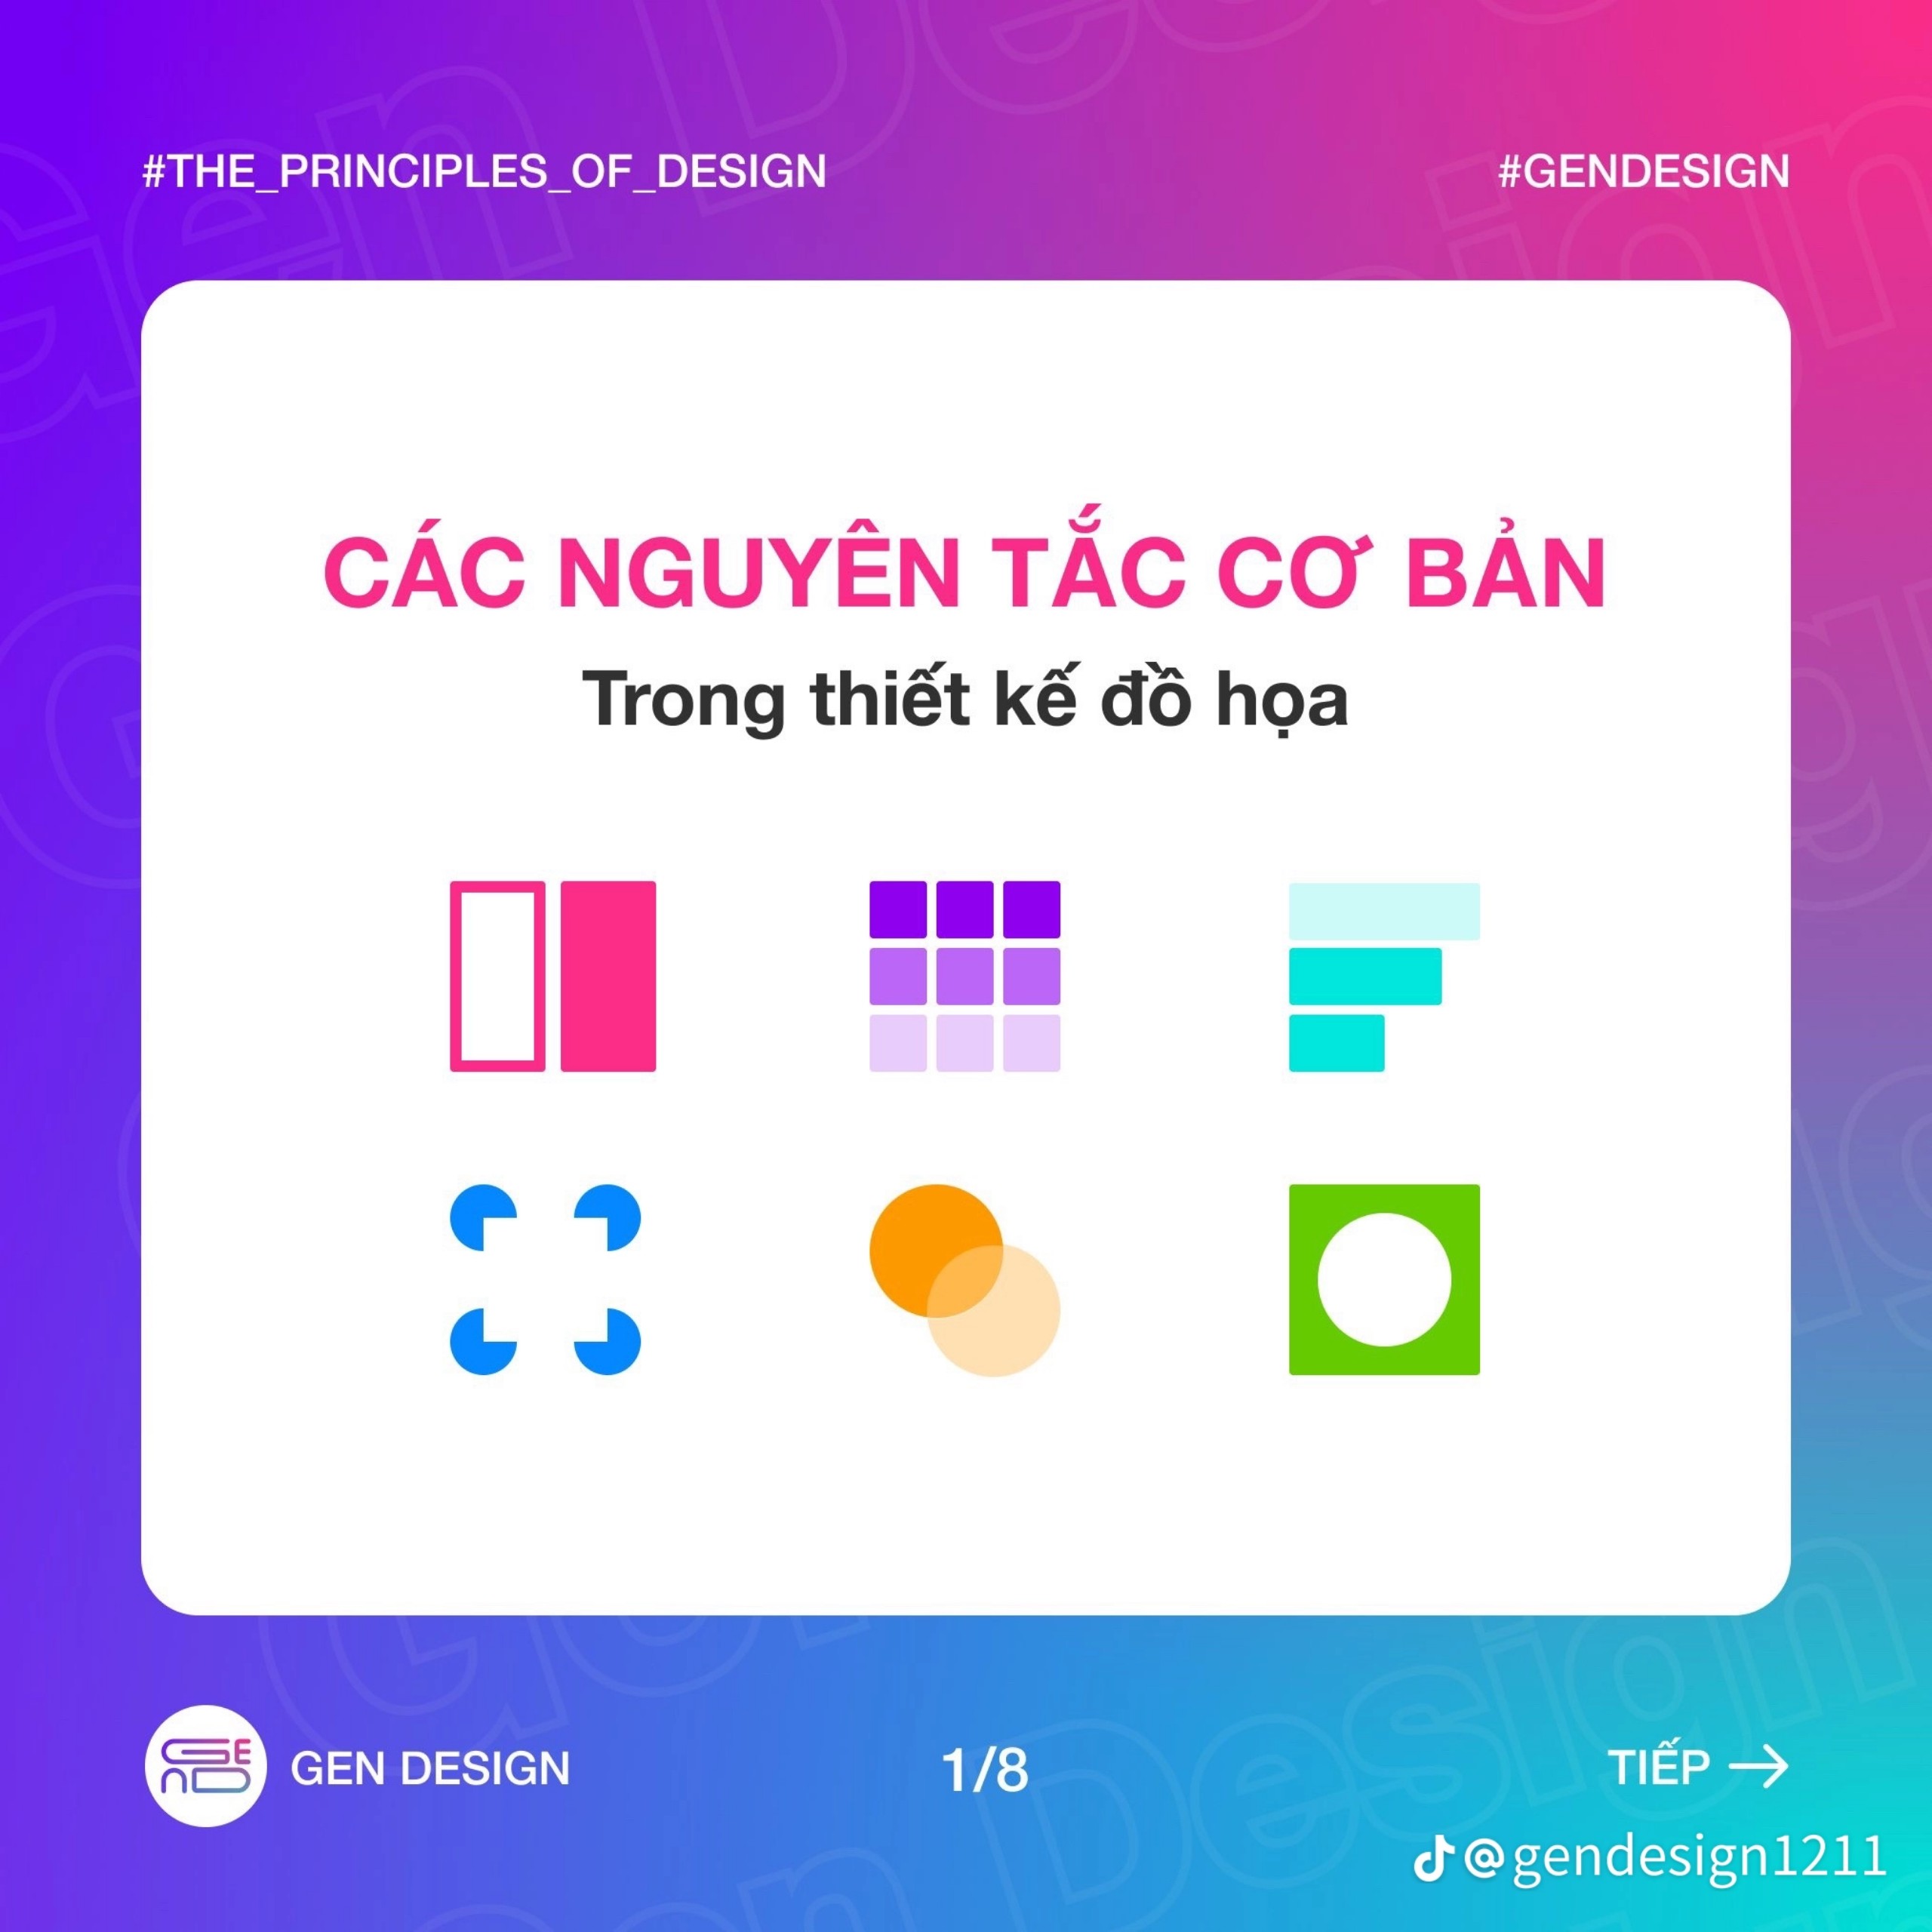 #THE_PRINCIPLES_OF_DESIGN
#GENDESIGN
CÁC NGUYÊN TẮC CƠ BẢN
Trong thiết kế đồ họa
GEN DESIGN
1/8
TIẾP →
@gendesign1211